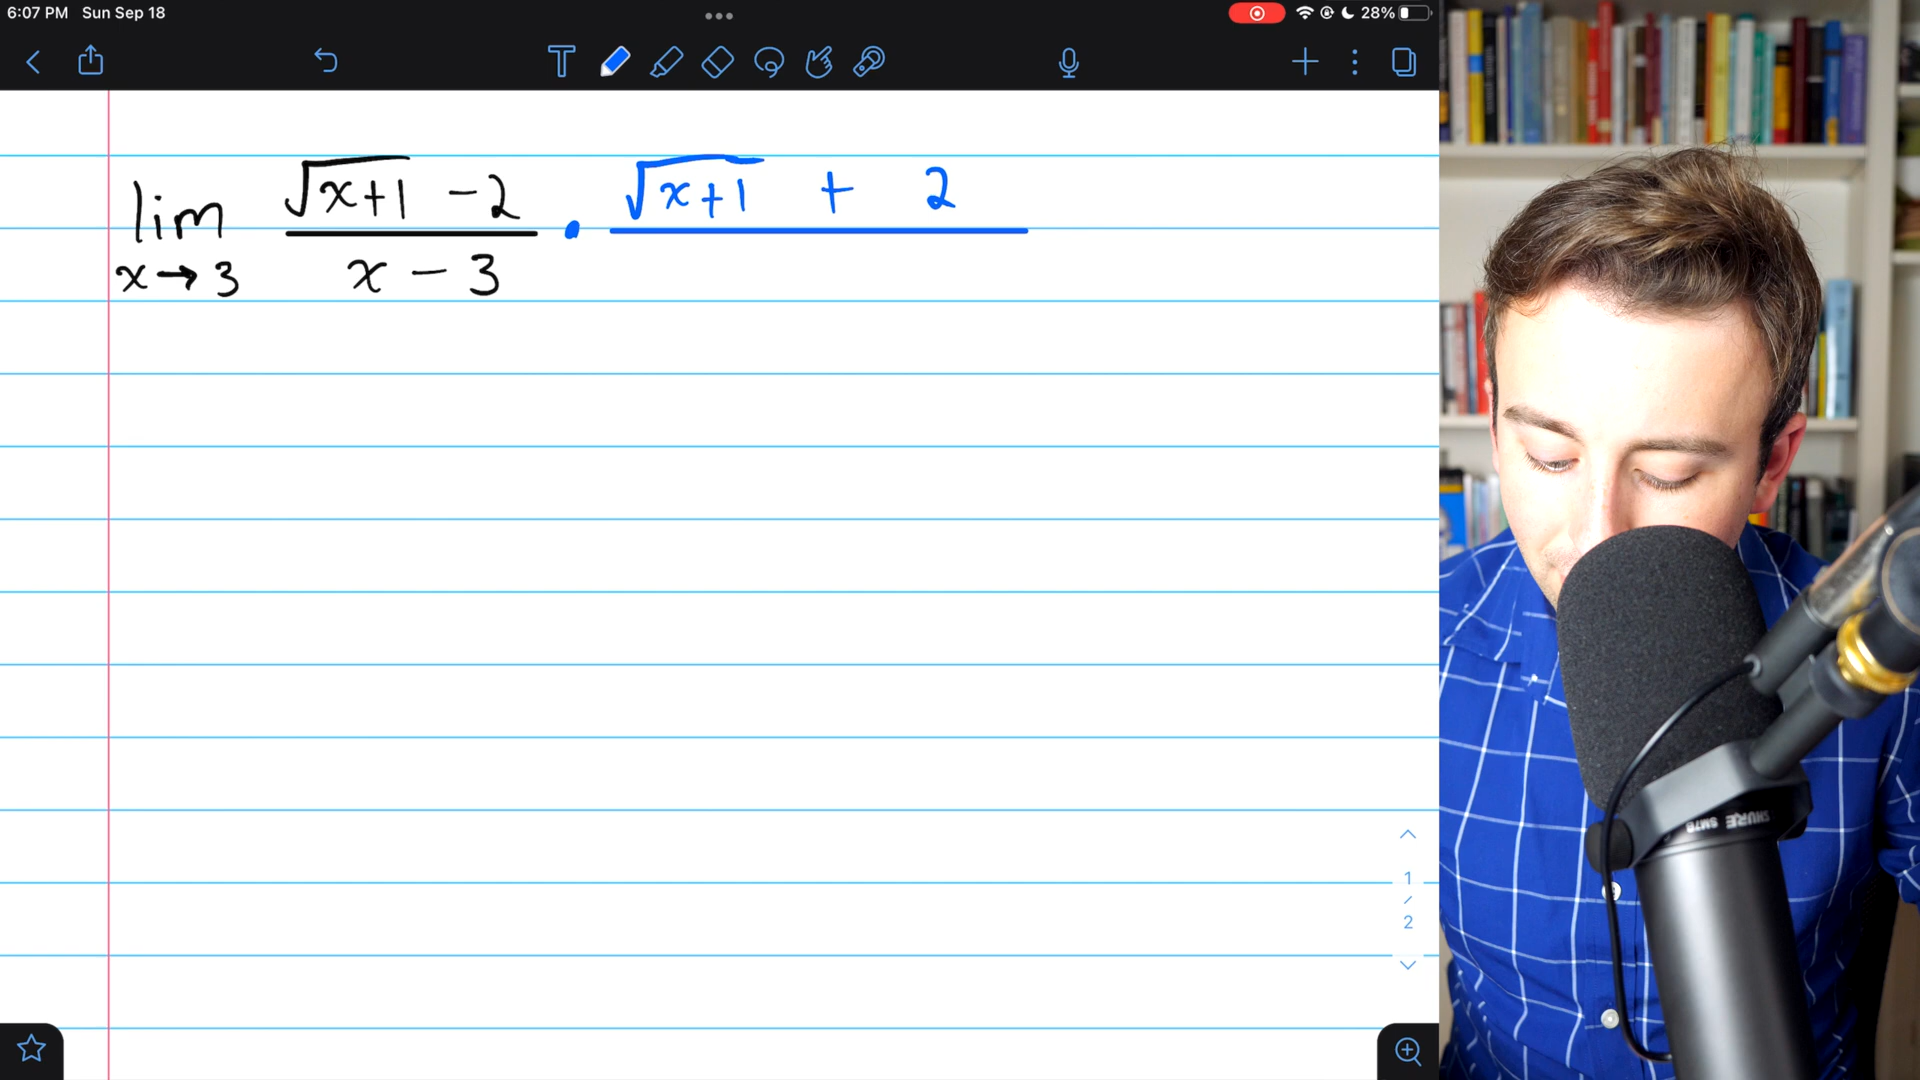 6:07 PM Sun Sep 18
28%
T
lim x→3 (√(x+1) - 2)/(x - 3) · (√(x+1) + 2)/
1
/
2
SHURE SM7B